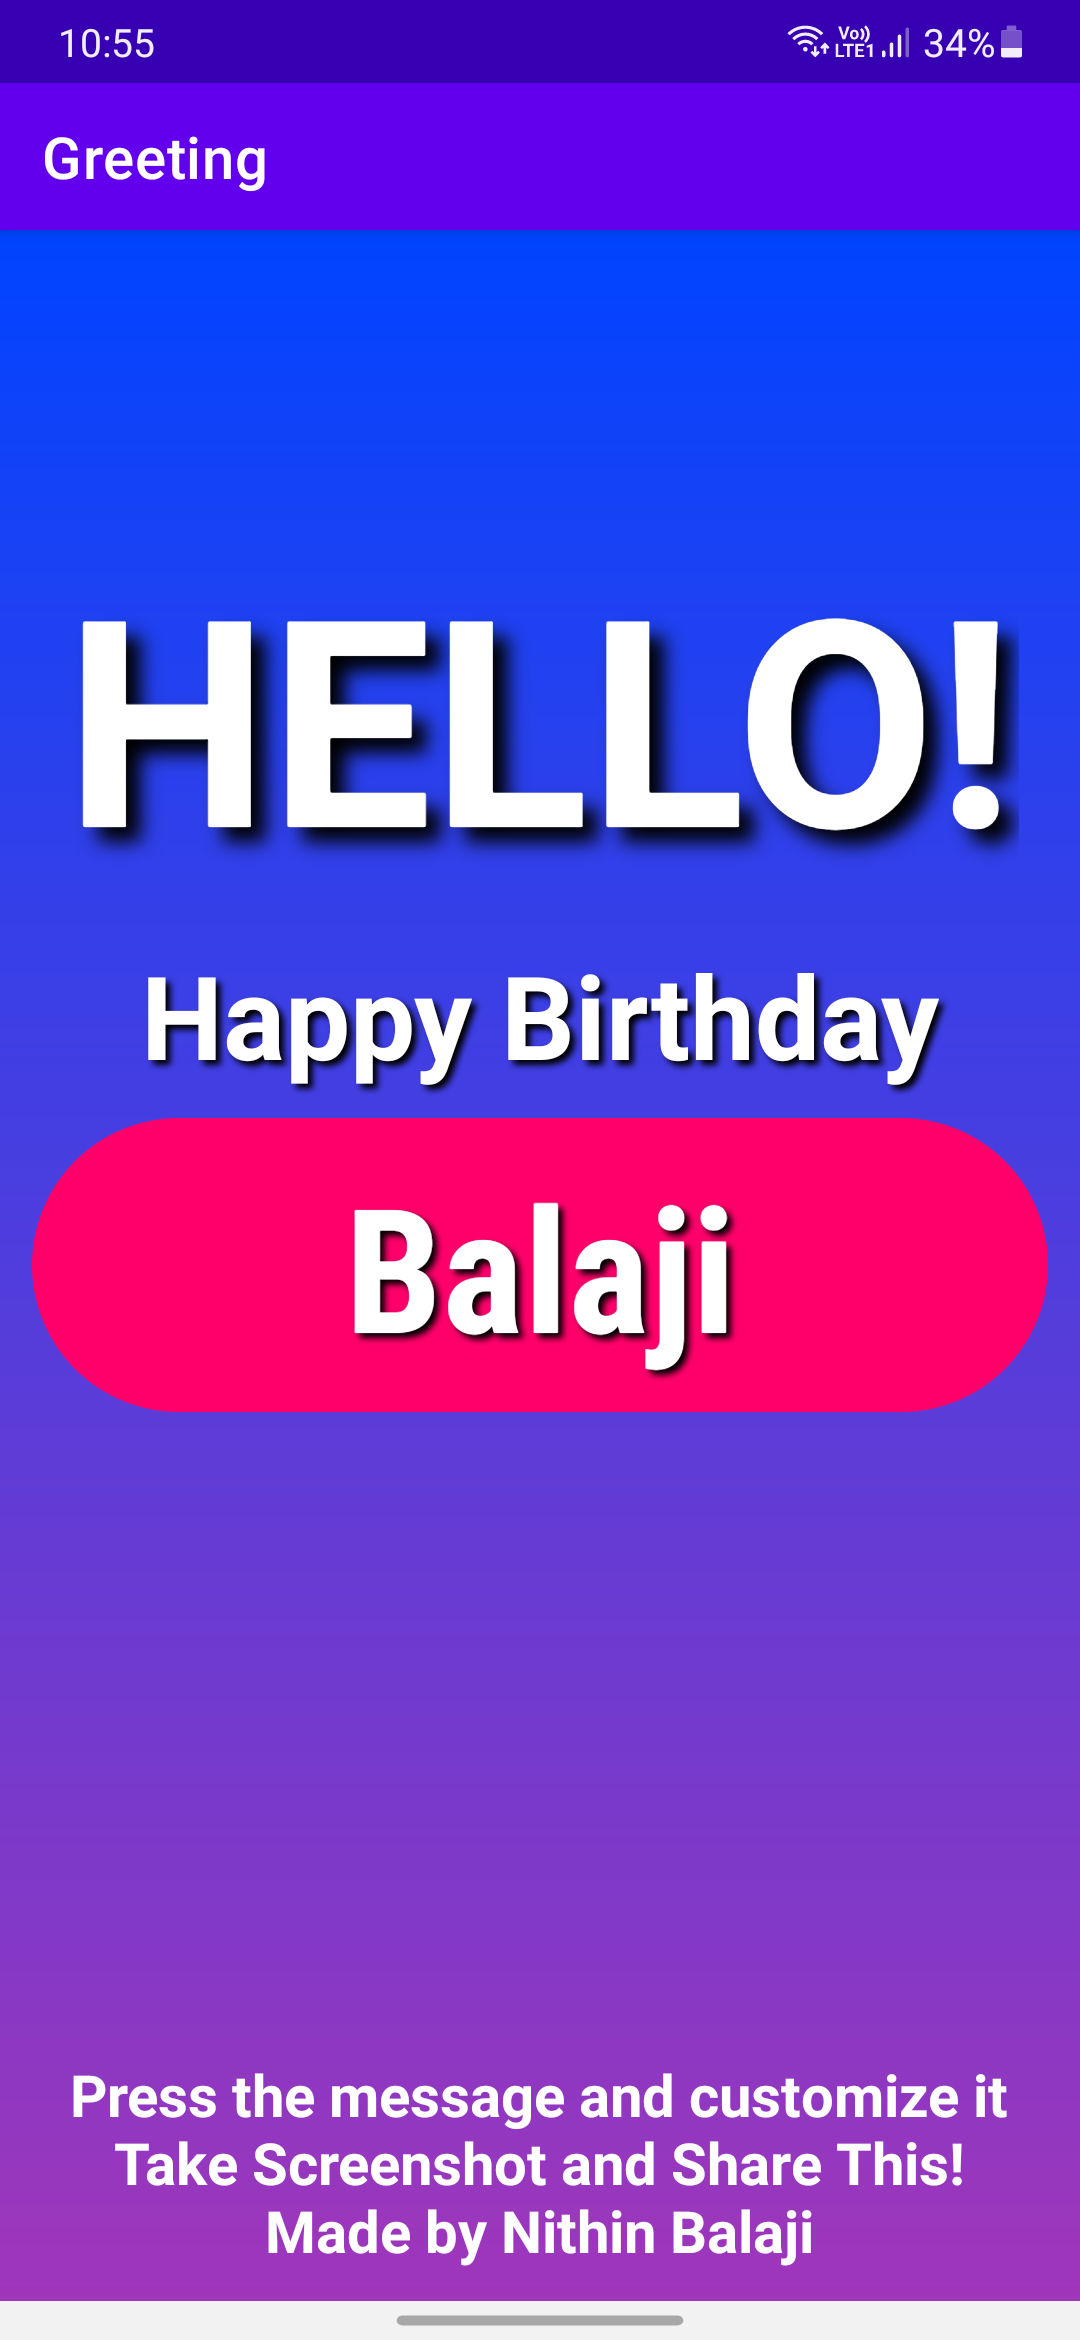 10:55
Vo)) LTE1 34%
Greeting
HELLO!
Happy Birthday
Balaji
Press the message and customize it
Take Screenshot and Share This!
Made by Nithin Balaji